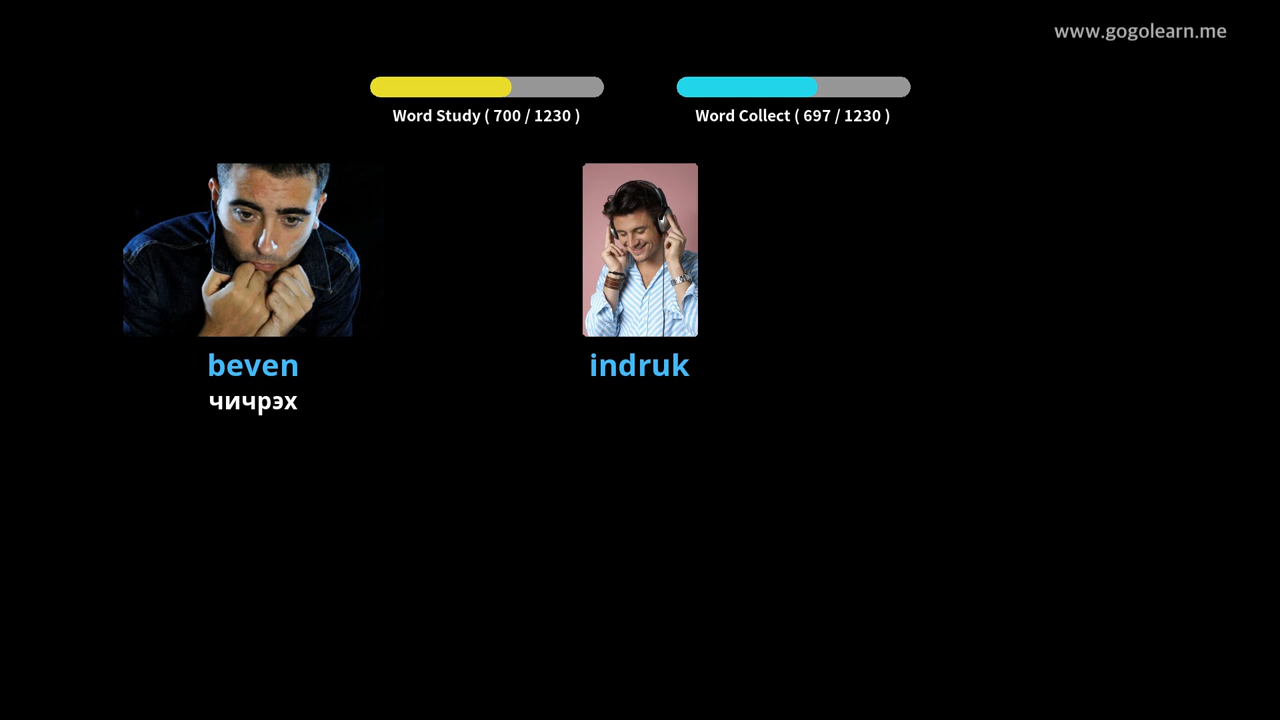 www.gogolearn.me
Word Study ( 700 / 1230 )
Word Collect ( 697 / 1230 )
beven
чичрэх
indruk